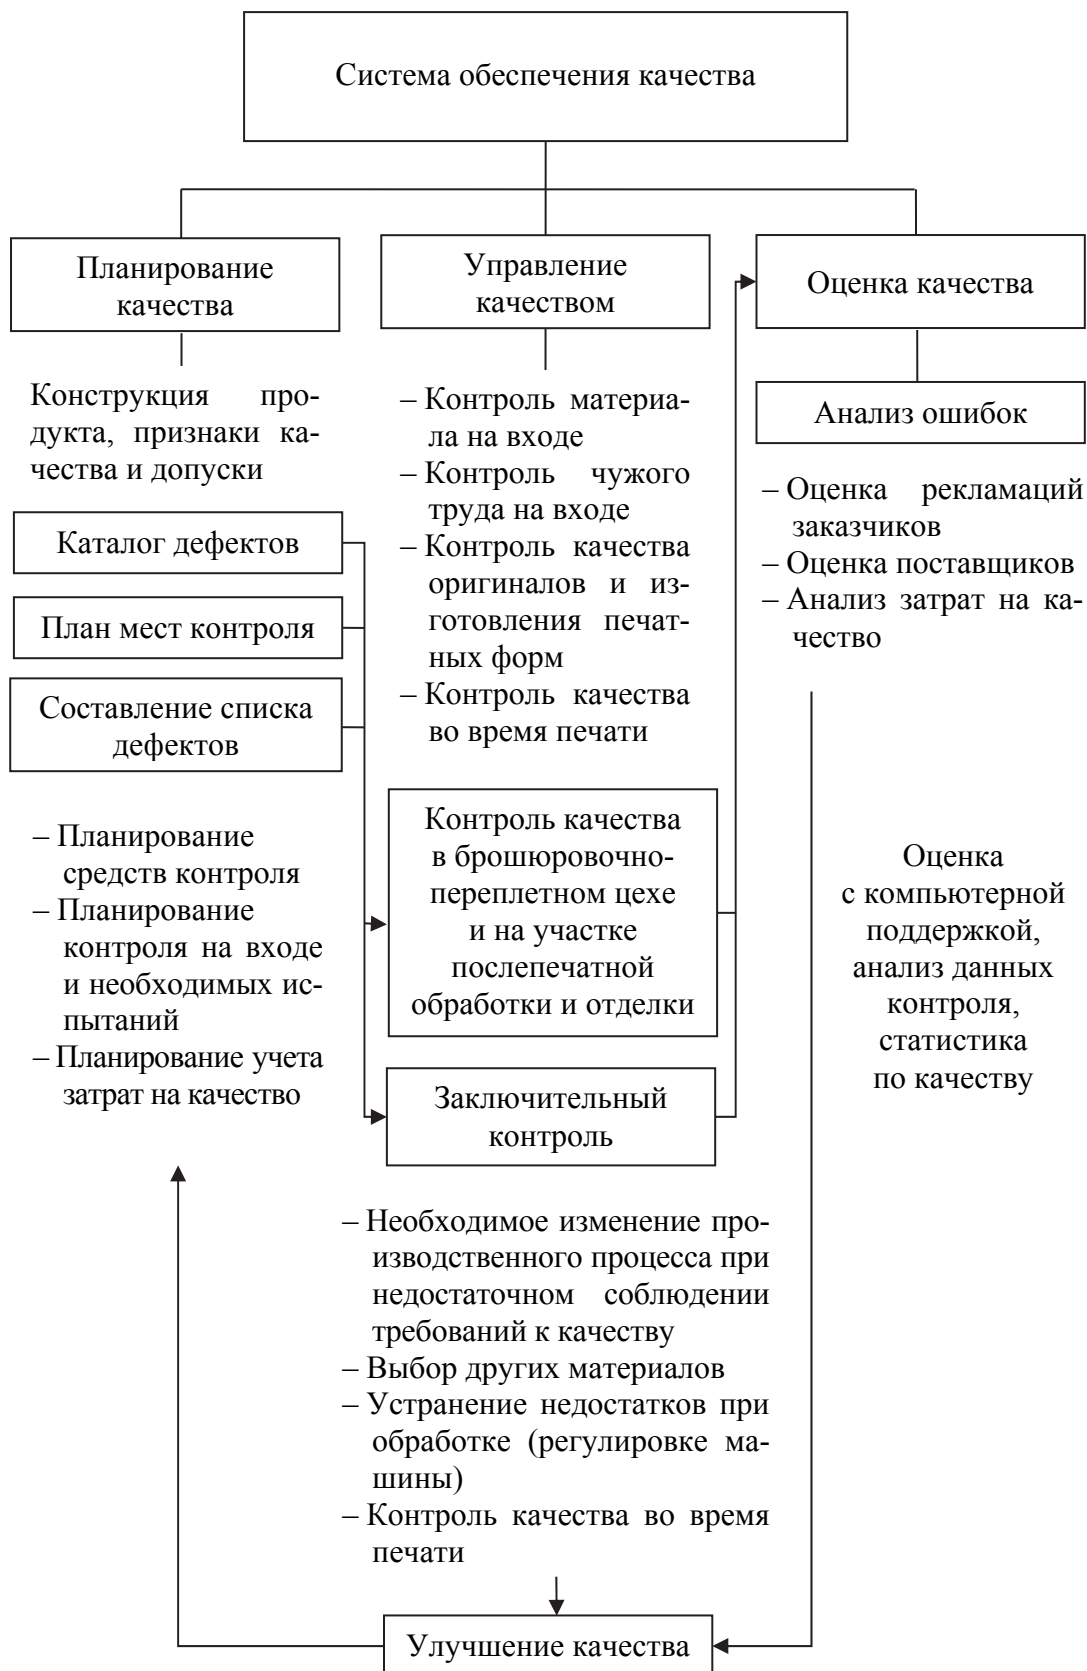 Система обеспечения качества
Планирование
качества
Конструкция про-
дукта, признаки ка-
чества и допуски
Каталог дефектов
План мест контроля
Составление списка
дефектов
– Планирование
средств контроля
– Планирование
контроля на входе
и необходимых ис-
пытаний
– Планирование учета
затрат на качество
Управление
качеством
– Контроль материа-
ла на входе
– Контроль чужого
труда на входе
– Контроль качества
оригиналов и из-
готовления печат-
ных форм
– Контроль качества
во время печати
Контроль качества
в брошюровочно-
переплетном цехе
и на участке
послепечатной
обработки и отделки
Заключительный
контроль
– Необходимое изменение про-
изводственного процесса при
недостаточном соблюдении
требований к качеству
– Выбор других материалов
– Устранение недостатков при
обработке (регулировке ма-
шины)
– Контроль качества во время
печати
Оценка качества
Анализ ошибок
– Оценка рекламаций
заказчиков
– Оценка поставщиков
– Анализ затрат на ка-
чество
Оценка
с компьютерной
поддержкой,
анализ данных
контроля,
статистика
по качеству
Улучшение качества